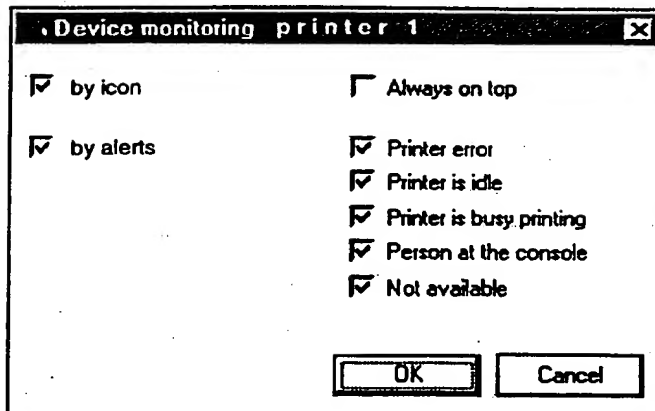 Device monitoring printer 1
by icon Always on top
by alerts Printer error
Printer is idle
Printer is busy printing
Person at the console
Not available
OK Cancel